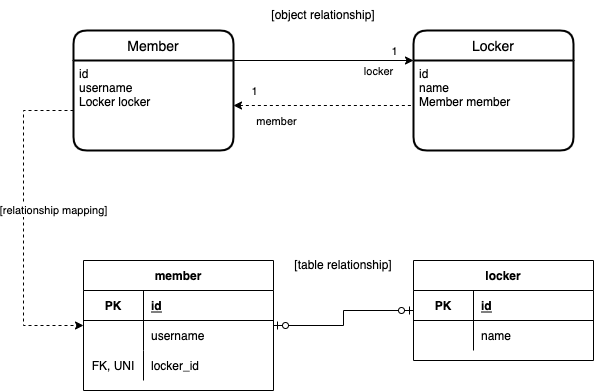 [object relationship]
Member
Locker
1
id
username
Locker locker
locker
id
name
Member member
1
member
[relationship mapping]
[table relationship]
member
locker
PK id
PK id
username
name
FK, UNI locker_id